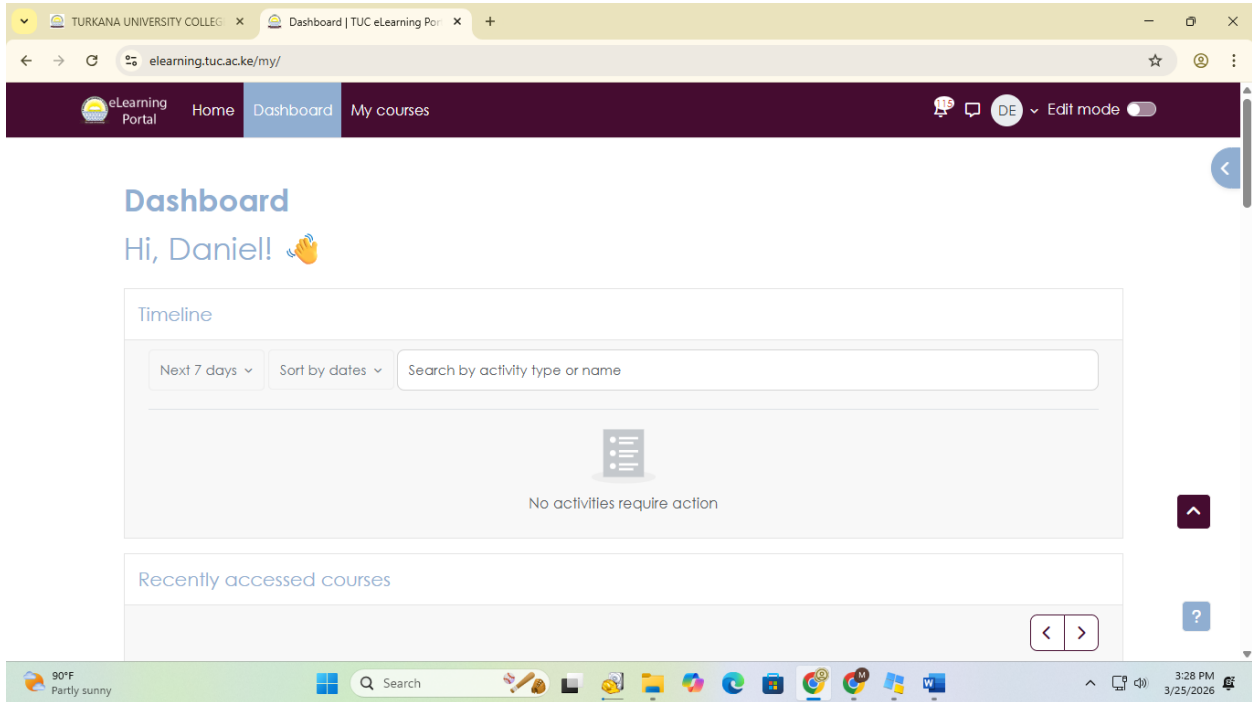 TURKANA UNIVERSITY COLLEG
Dashboard | TUC eLearning Por
elearning.tuc.ac.ke/my/
eLearning
Portal
Home
Dashboard
My courses
115
DE
Edit mode
Dashboard
Hi, Daniel!
Timeline
Next 7 days
Sort by dates
Search by activity type or name
No activities require action
Recently accessed courses
?
90°F
Partly sunny
Search
M
W
3:28 PM
3/25/2026